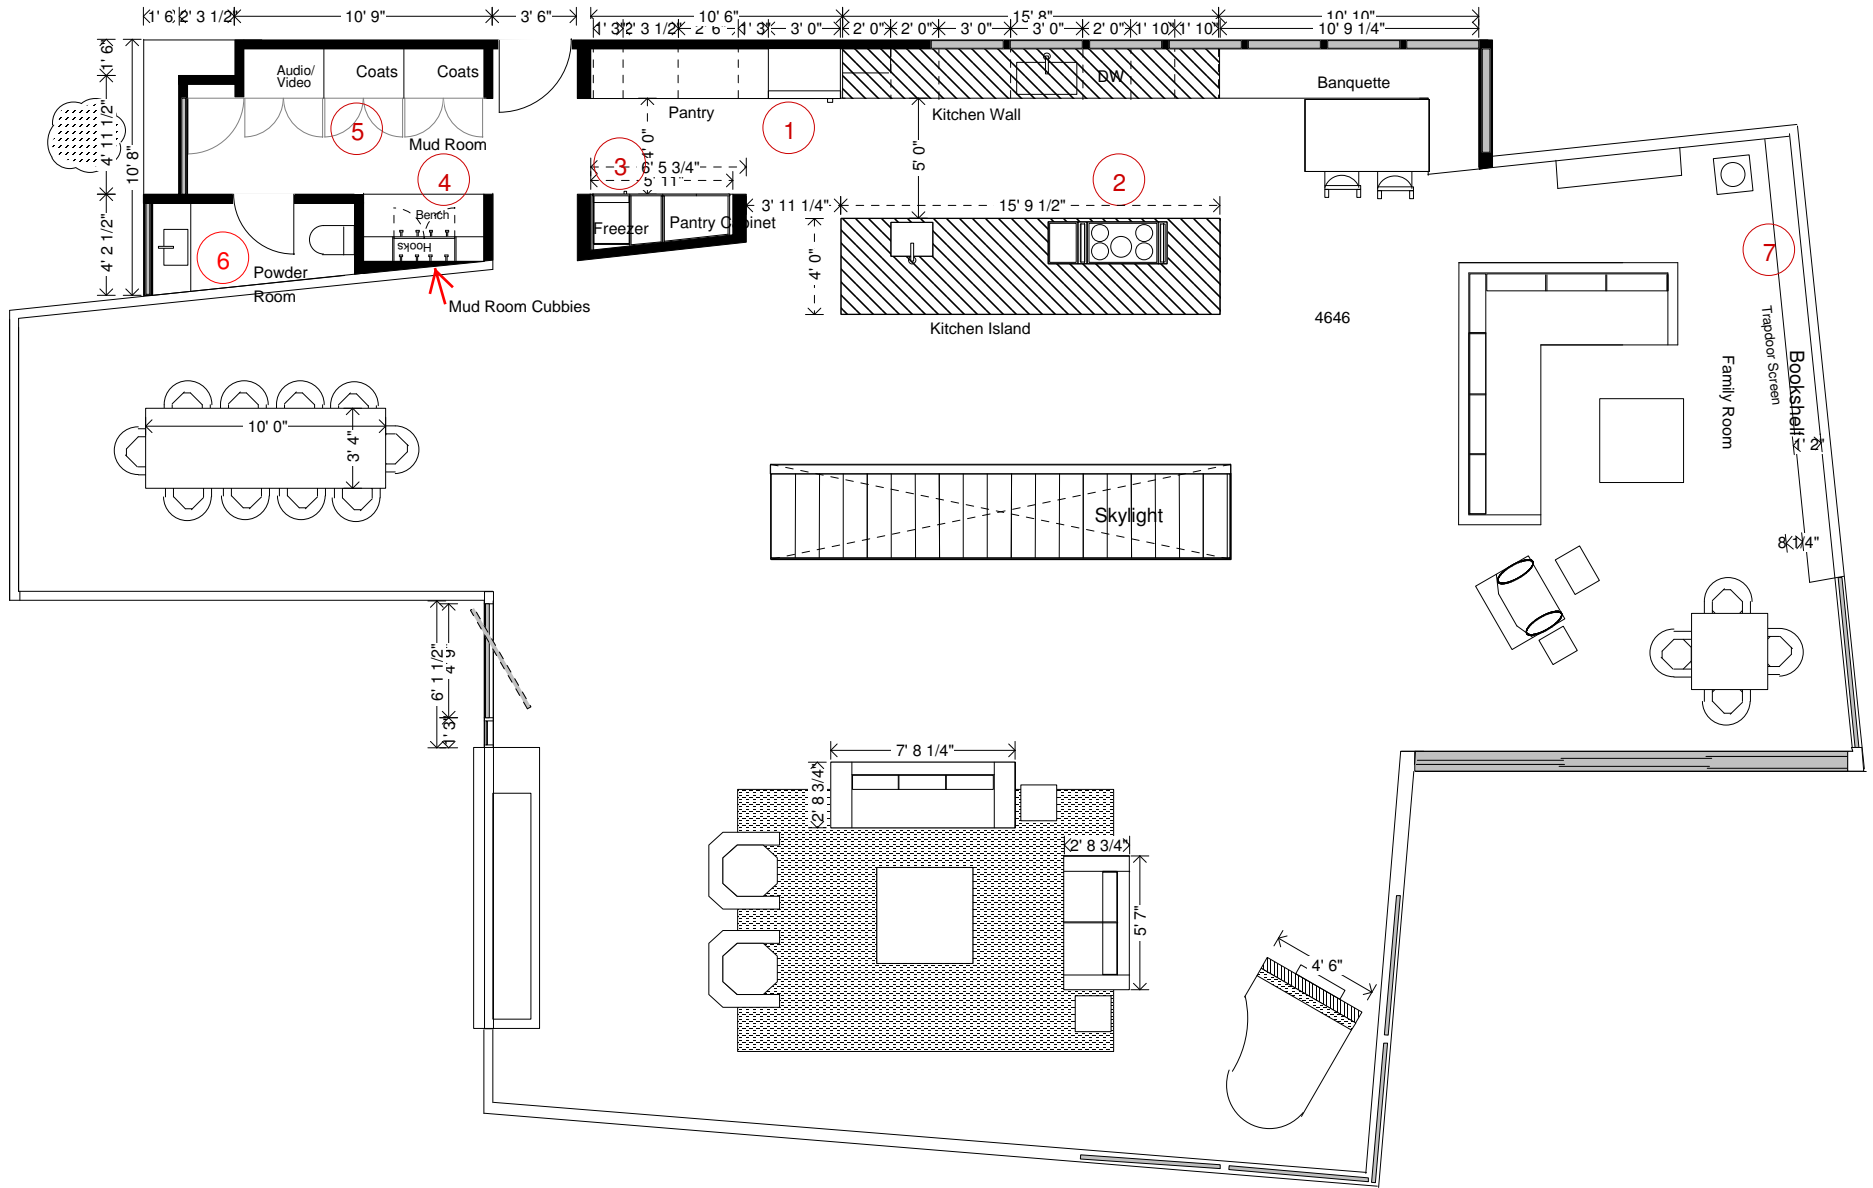 1' 6"
2' 3 1/2"
10' 9"
3' 6"
10' 6"
15' 8"
10' 10"
1' 3"
2' 3 1/2"
2' 6"
1' 3"
3' 0"
2' 0"
2' 0"
3' 0"
3' 0"
2' 0"
1' 10"
1' 10"
10' 9 1/4"
1' 6"
4' 11 1/2"
10' 8"
4' 2 1/2"
Audio/
Video
Coats
Coats
DW
Banquette
Pantry
Kitchen Wall
1
5
Mud Room
4' 0"
5' 0"
3
6' 5 3/4"
5' 11"
4
2
3' 11 1/4"
15' 9 1/2"
Bench
Hooks
Freezer
Pantry Cabinet
6
Powder
Room
Mud Room Cubbies
4' 0"
Kitchen Island
4646
7
Trapdoor Screen
Bookshelf
Family Room
1' 2"
8 1/4"
10' 0"
3' 4"
Skylight
6' 1 1/2"
4' 9"
1' 3"
7' 8 1/4"
2' 8 3/4"
2' 8 3/4"
5' 7"
4' 6"